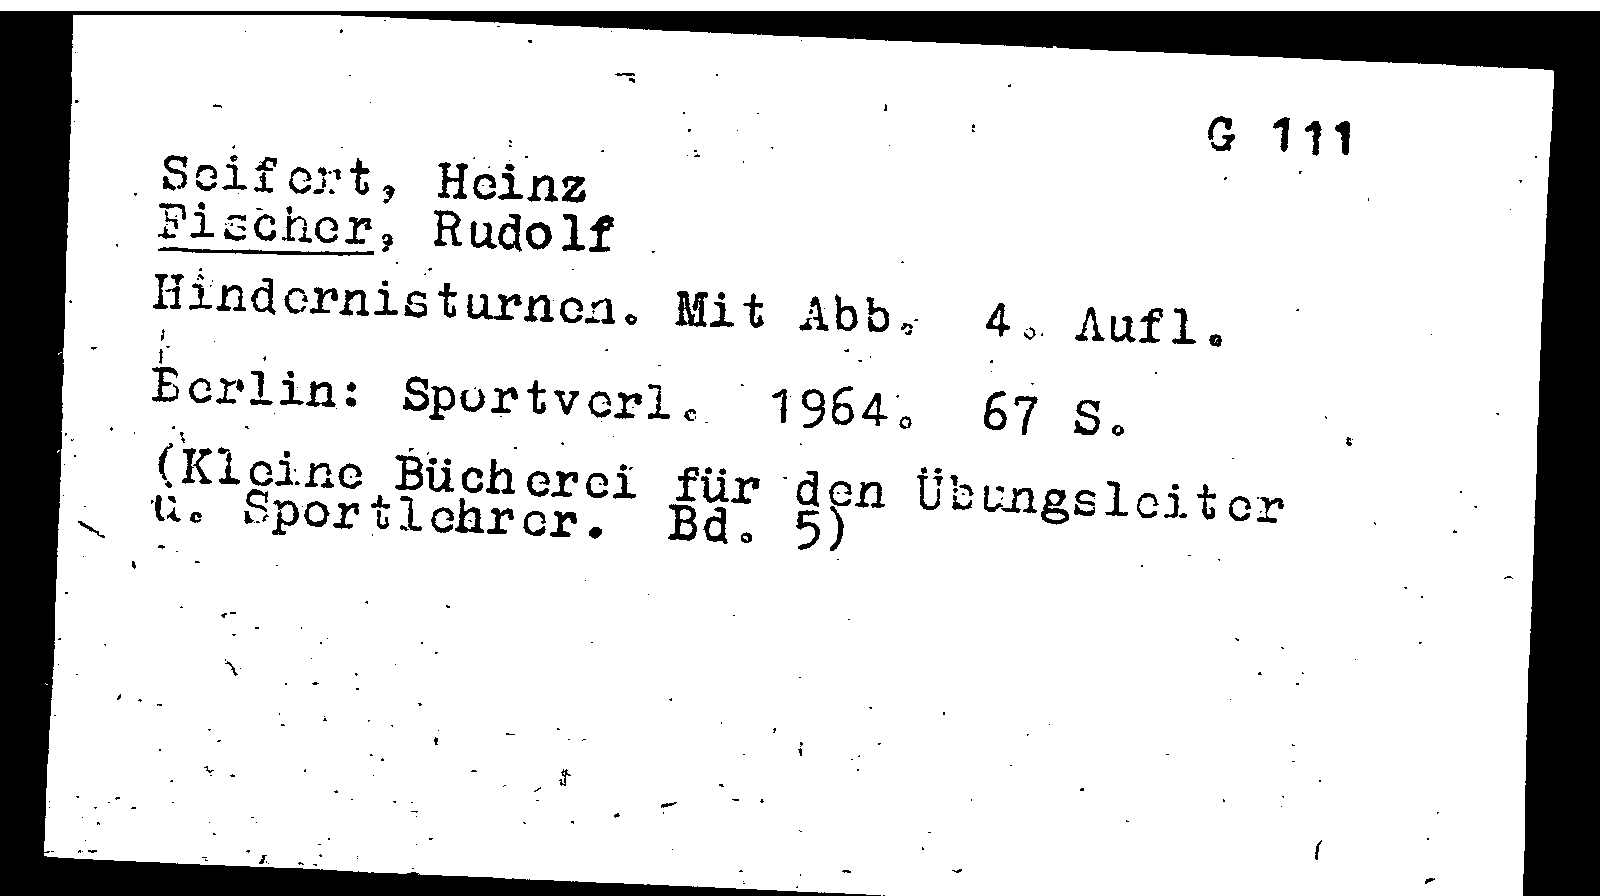 G 111
Seifert, Heinz
Fischer, Rudolf
Hindernisturnen. Mit Abb. 4. Aufl.
Berlin: Sportverl. 1964. 67 S.
(Kleine Bücherei für den Übungsleiter
u. Sportlehrer. Bd. 5)